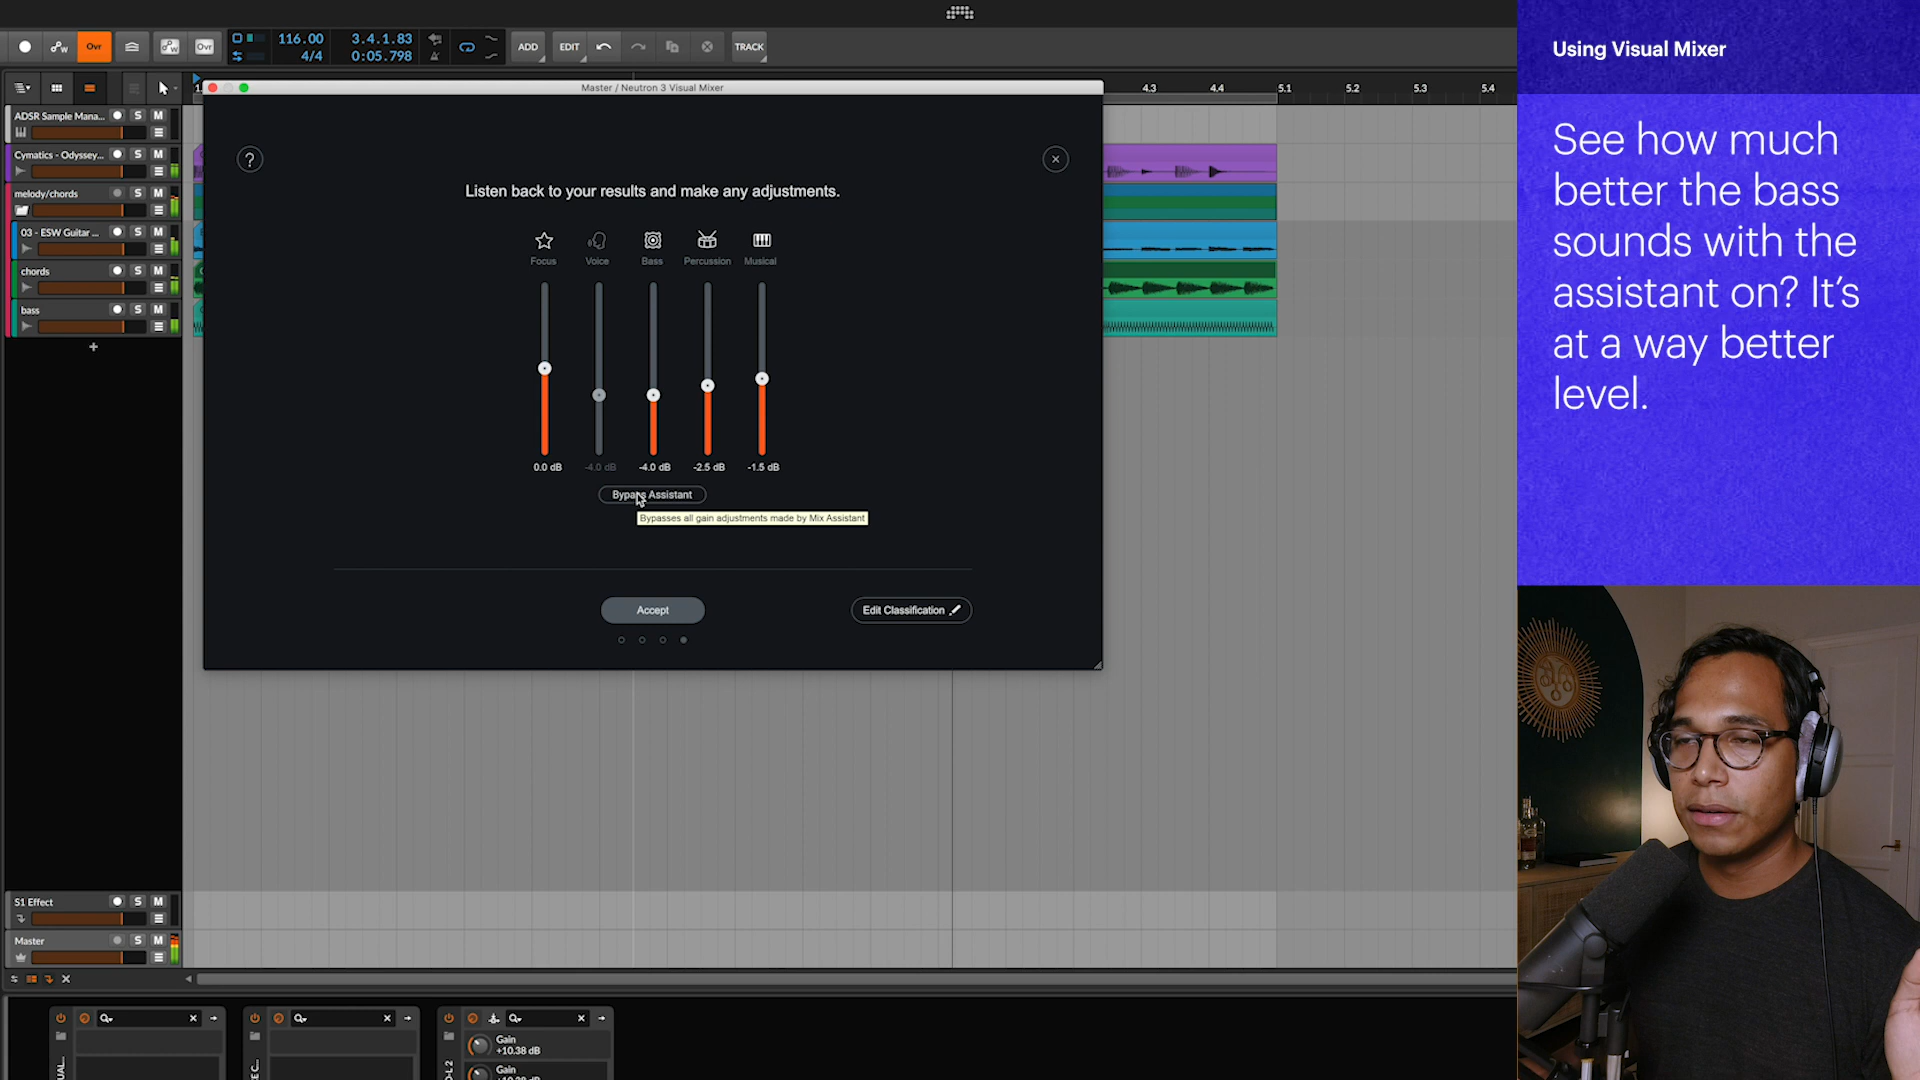 Using Visual Mixer
See how much
better the bass
sounds with the
assistant on? It's
at a way better
level.
Ovr
Ovr
116.00
4/4
3.4.1.83
0:05.798
ADD
EDIT
TRACK
Master / Neutron 3 Visual Mixer
4.3
4.4
5.1
5.2
5.3
5.4
ADSR Sample Mana...
S M
Cymatics - Odyssey...
S M
melody/chords
S M
03 - ESW Guitar ...
S M
chords
S M
bass
S M
+
?
Listen back to your results and make any adjustments.
Focus
Voice
Bass
Percussion
Musical
0.0 dB
-4.0 dB
-4.0 dB
-2.5 dB
-1.5 dB
Bypass Assistant
Bypasses all gain adjustments made by Mix Assistant
Accept
Edit Classification
S1 Effect
S M
Master
S M
Gain
+10.38 dB
Gain